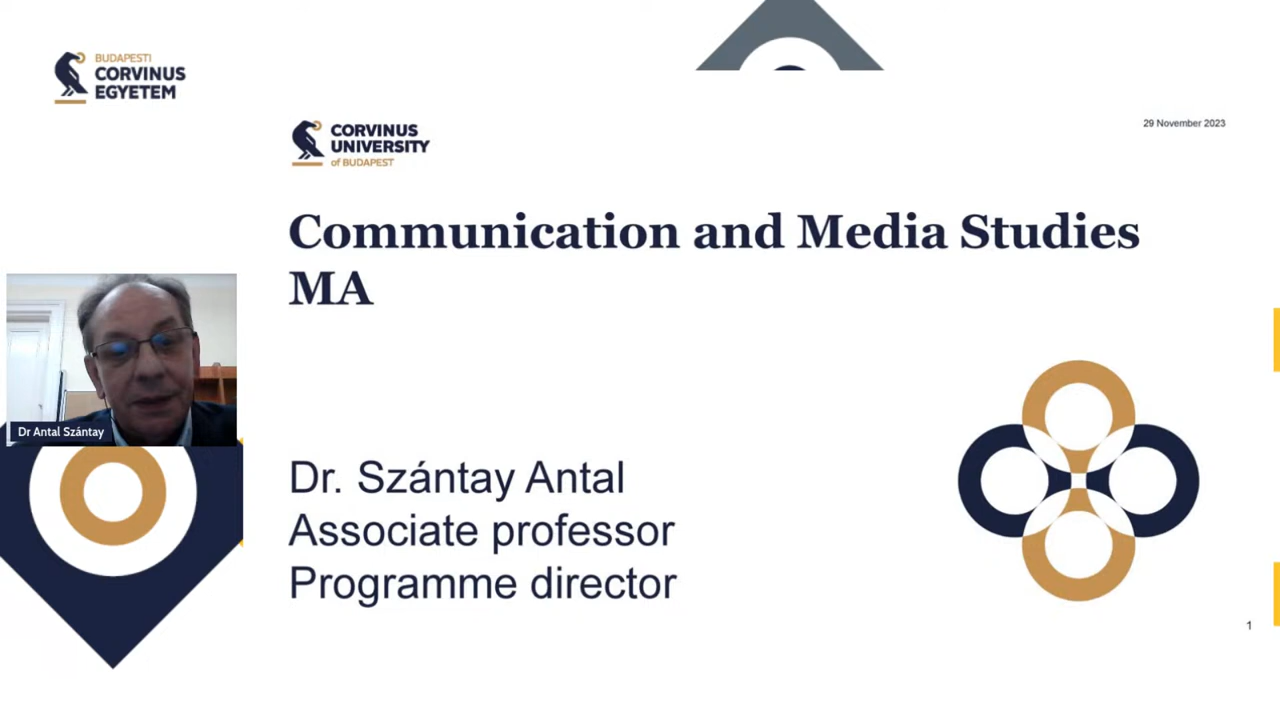 BUDAPESTI
CORVINUS
EGYETEM
CORVINUS
UNIVERSITY
of BUDAPEST
29 November 2023
Communication and Media Studies
MA
Dr Antal Szántay
Dr. Szántay Antal
Associate professor
Programme director
1